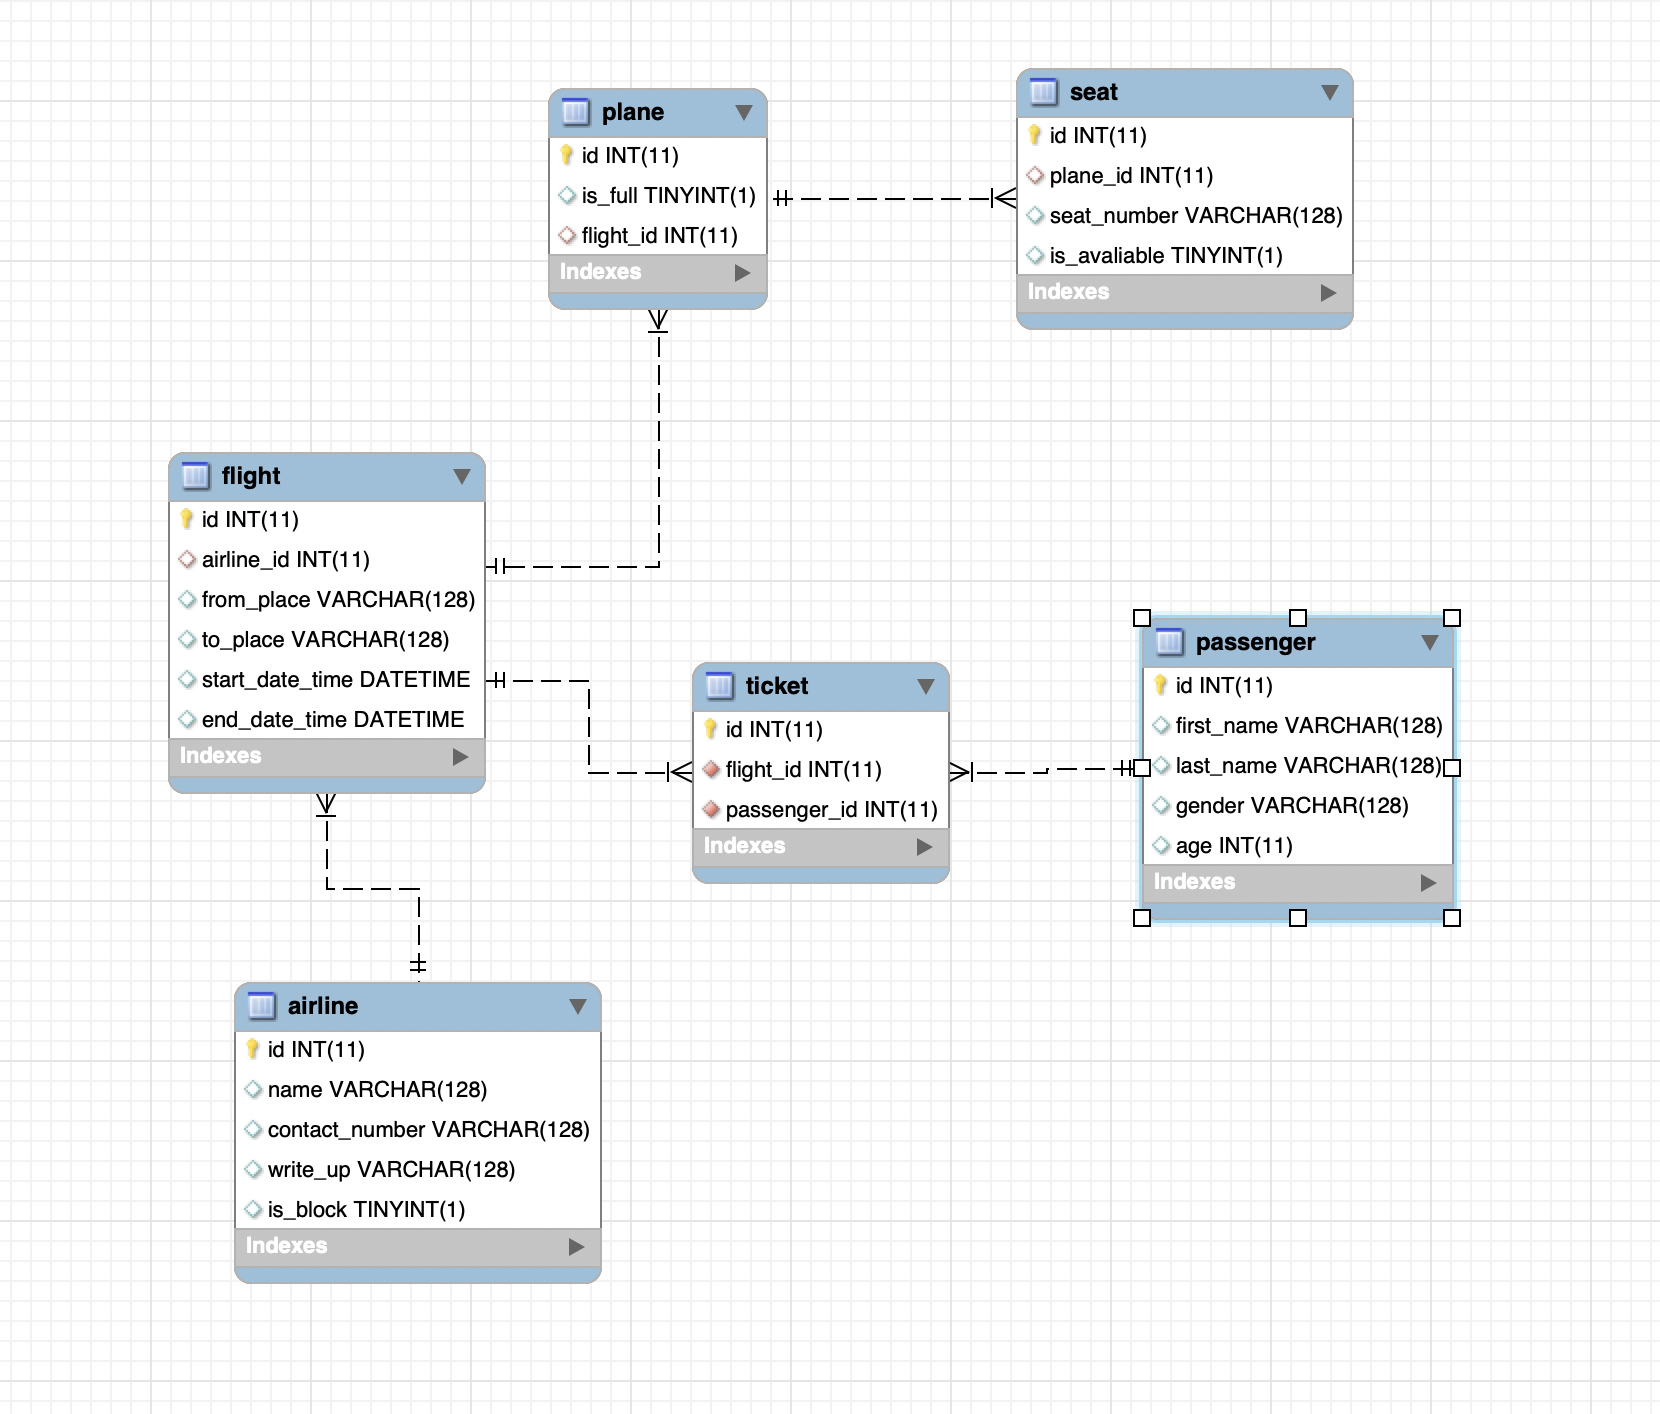 plane
id INT(11)
is_full TINYINT(1)
flight_id INT(11)
Indexes
seat
id INT(11)
plane_id INT(11)
seat_number VARCHAR(128)
is_avaliable TINYINT(1)
Indexes
flight
id INT(11)
airline_id INT(11)
from_place VARCHAR(128)
to_place VARCHAR(128)
start_date_time DATETIME
end_date_time DATETIME
Indexes
ticket
id INT(11)
flight_id INT(11)
passenger_id INT(11)
Indexes
passenger
id INT(11)
first_name VARCHAR(128)
last_name VARCHAR(128)
gender VARCHAR(128)
age INT(11)
Indexes
airline
id INT(11)
name VARCHAR(128)
contact_number VARCHAR(128)
write_up VARCHAR(128)
is_block TINYINT(1)
Indexes